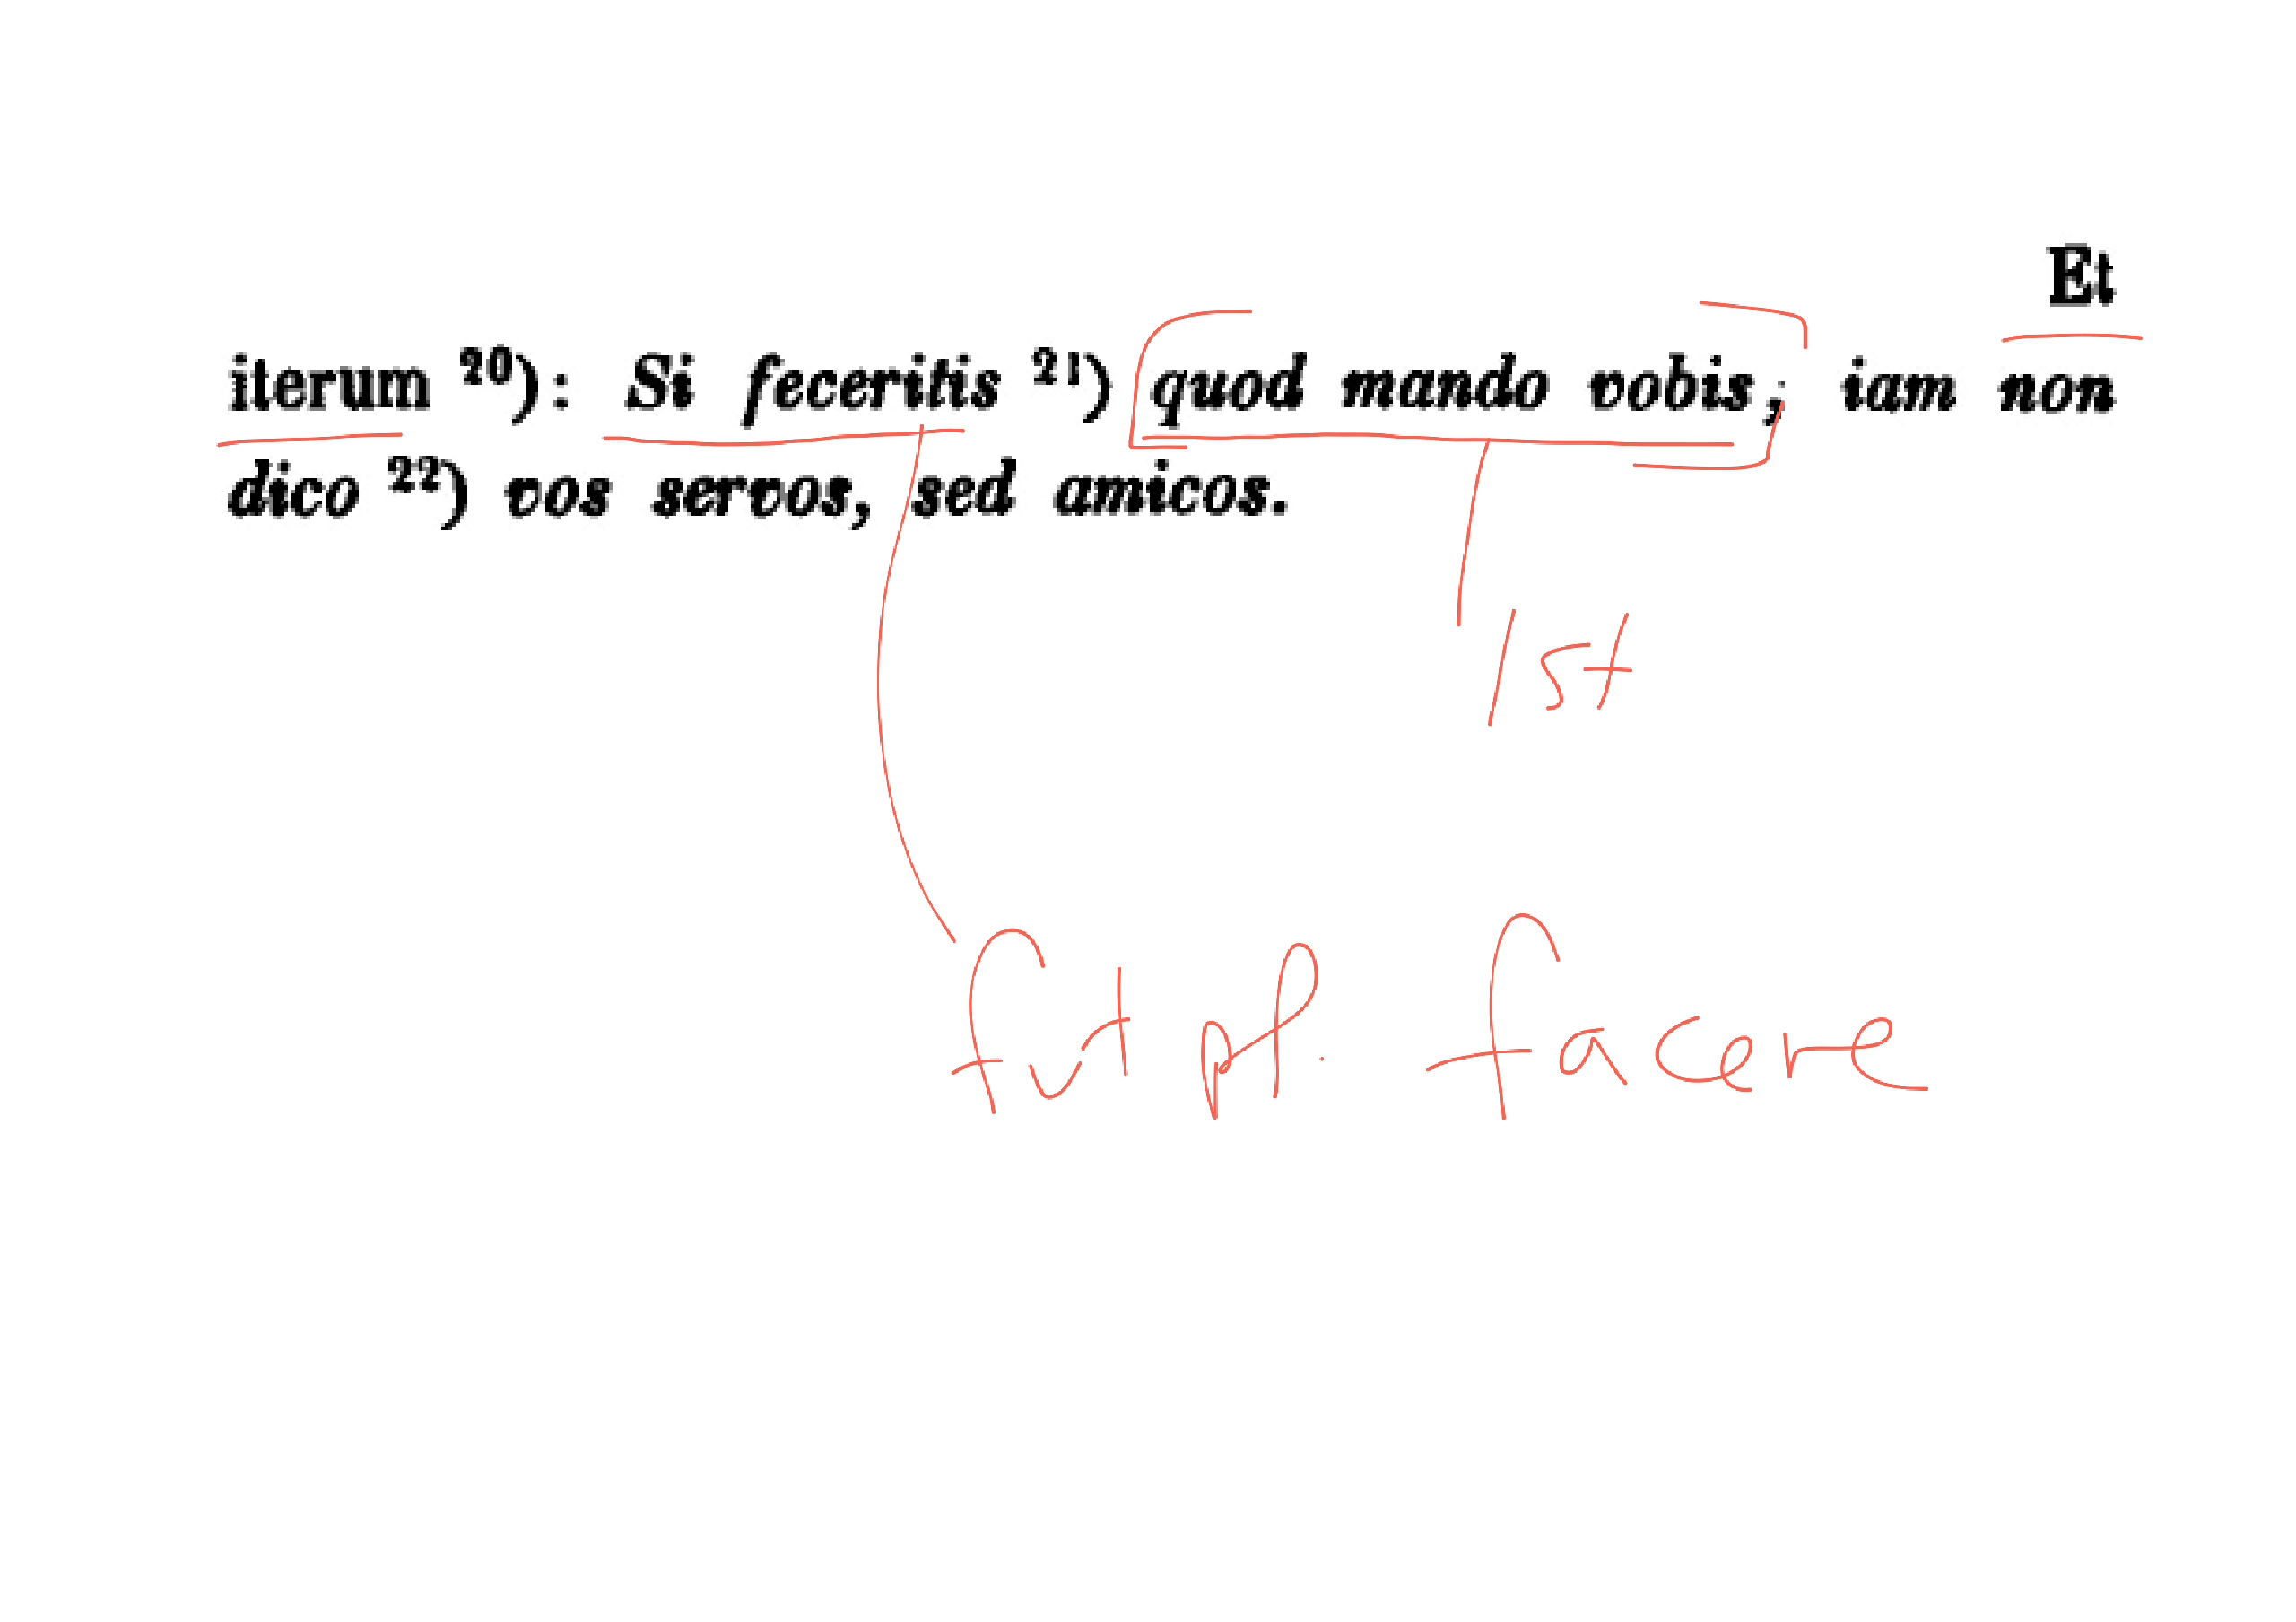 Et
iterum 20): Si feceritis 21) quod mando vobis, iam non
dico 22) vos servos, sed amicos.
1st
fut pf. facere